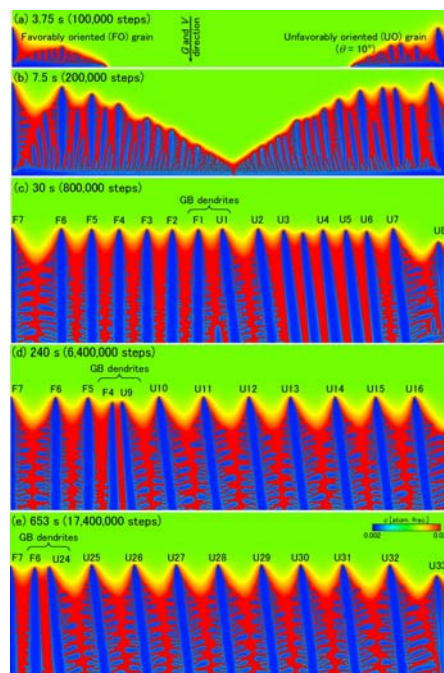 (a) 3.75 s (100,000 steps)
Favorably oriented (FO) grain
G and V
direction
Unfavorably oriented (UO) grain
(θ = 10°)
(b) 7.5 s (200,000 steps)
(c) 30 s (800,000 steps)
GB dendrites
F7 F6 F5 F4 F3 F2 F1 U1 U2 U3 U4 U5 U6 U7 U8
(d) 240 s (6,400,000 steps)
GB dendrites
F7 F6 F5 F4 U9 U10 U11 U12 U13 U14 U15 U16
(e) 653 s (17,400,000 steps)
GB dendrites
c [atom frac.]
0.002
F7 F6 U24 U25 U26 U27 U28 U29 U30 U31 U32 U33